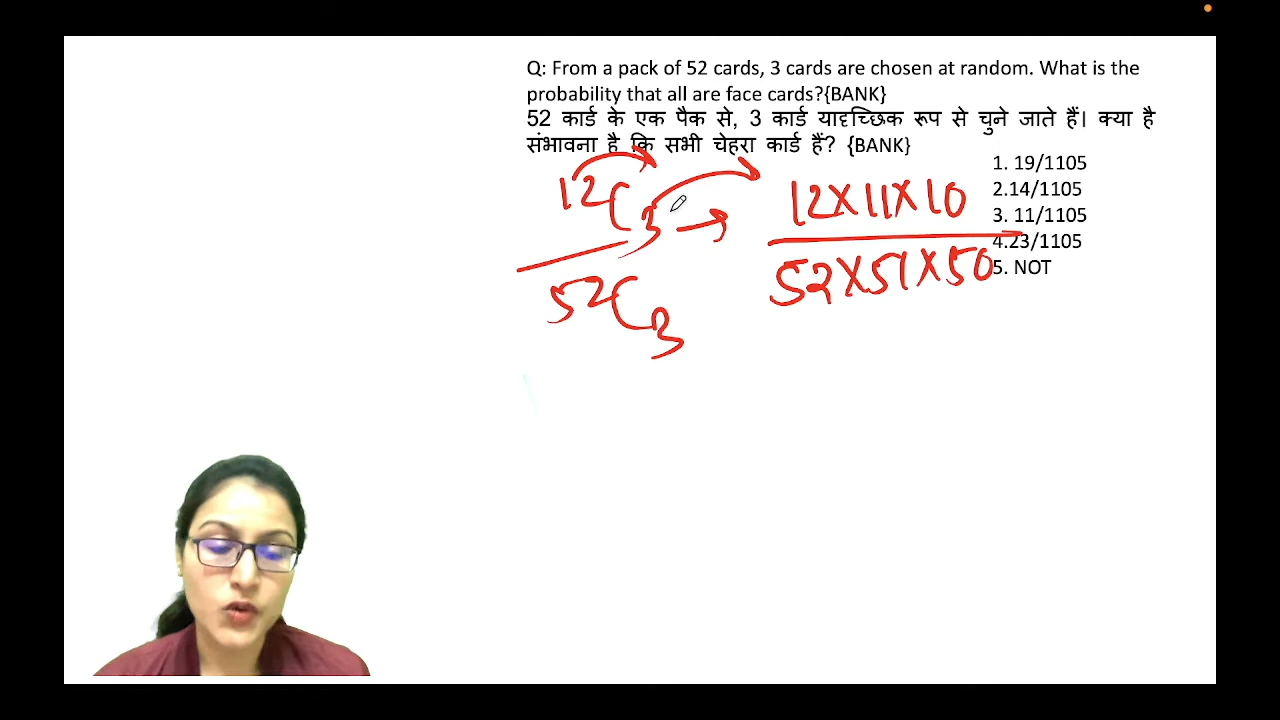 Q: From a pack of 52 cards, 3 cards are chosen at random. What is the
probability that all are face cards?{BANK}
52 कार्ड के एक पैक से, 3 कार्ड यादृच्छिक रूप से चुने जाते हैं। क्या है
संभावना है कि सभी चेहरा कार्ड हैं? {BANK}
1. 19/1105
2.14/1105
3. 11/1105
4.23/1105
5. NOT
12C3
52C3
12X11X10
52X51X50